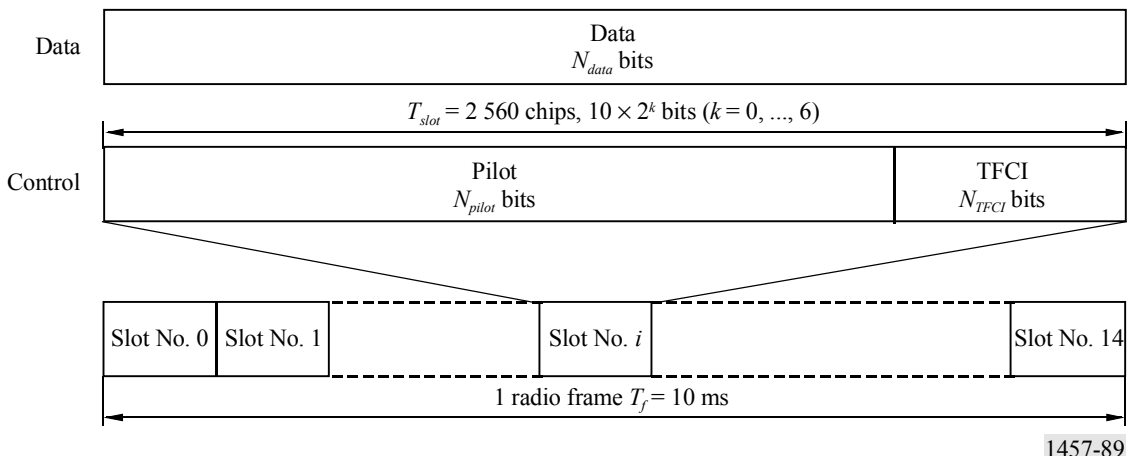 Data
Data
N_data bits
T_slot = 2 560 chips, 10 × 2^k bits (k = 0, ..., 6)
Control
Pilot
N_pilot bits
TFCI
N_TFCI bits
Slot No. 0
Slot No. 1
Slot No. i
Slot No. 14
1 radio frame T_f = 10 ms
1457-89